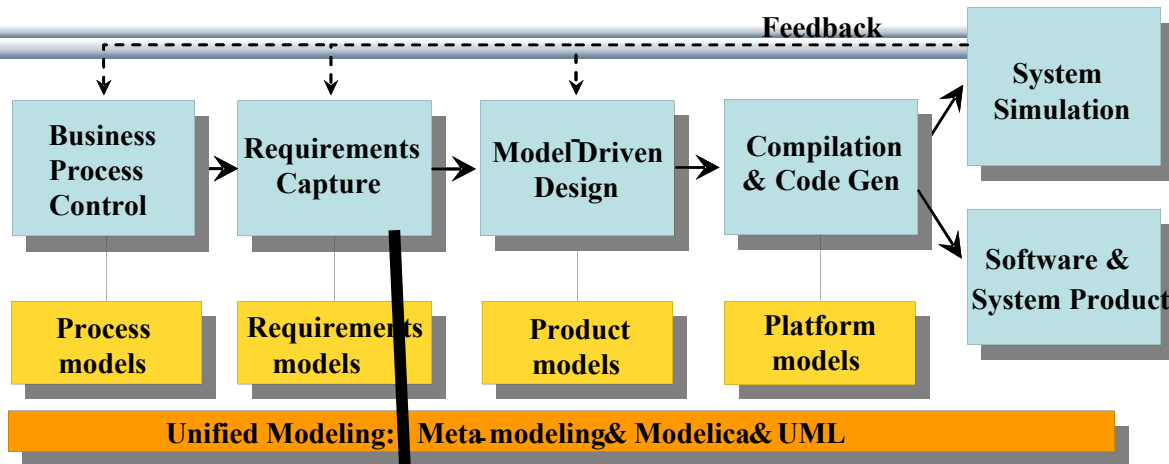 Feedback
System
Simulation
Business
Process
Control
Requirements
Capture
Model-Driven
Design
Compilation
& Code Gen
Software &
System Product
Process
models
Requirements
models
Product
models
Platform
models
Unified Modeling: Meta-modeling& Modelica& UML